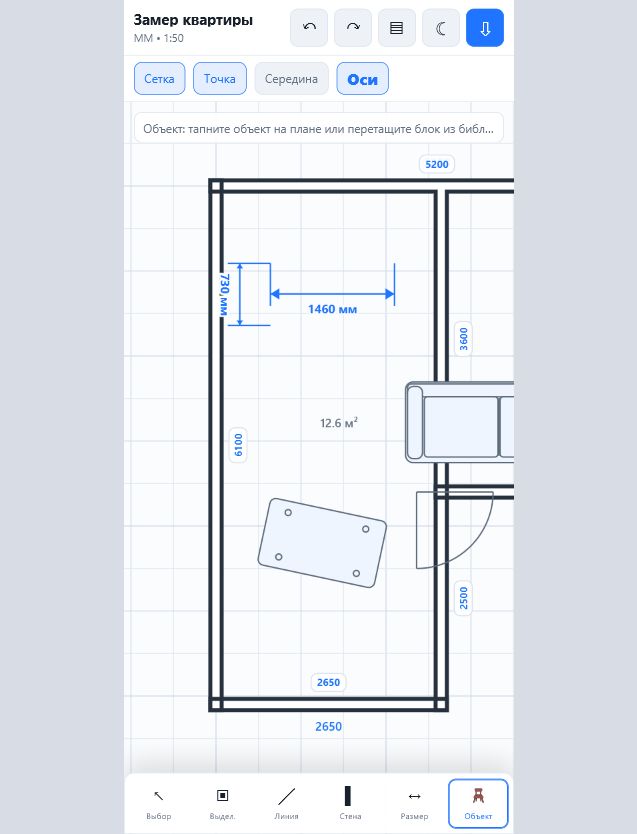 Замер квартиры
ММ • 1:50
Сетка
Точка
Середина
Оси
Объект: тапните объект на плане или перетащите блок из библ...
5200
730 мм
1460 мм
3600
12.6 м²
6100
2500
2650
2650
Выбор
Выдел.
Линия
Стена
Размер
Объект